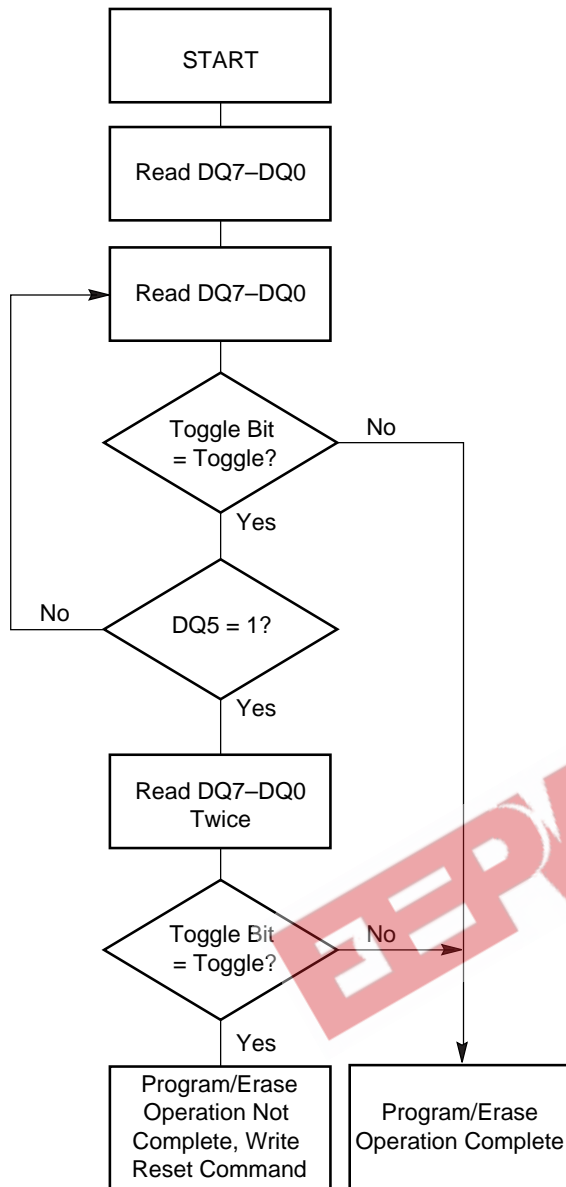 START
Read DQ7–DQ0
Read DQ7–DQ0
Toggle Bit
= Toggle?
No
Yes
No
DQ5 = 1?
Yes
Read DQ7–DQ0
Twice
Toggle Bit
= Toggle?
No
Yes
Program/Erase
Operation Not
Complete, Write
Reset Command
Program/Erase
Operation Complete